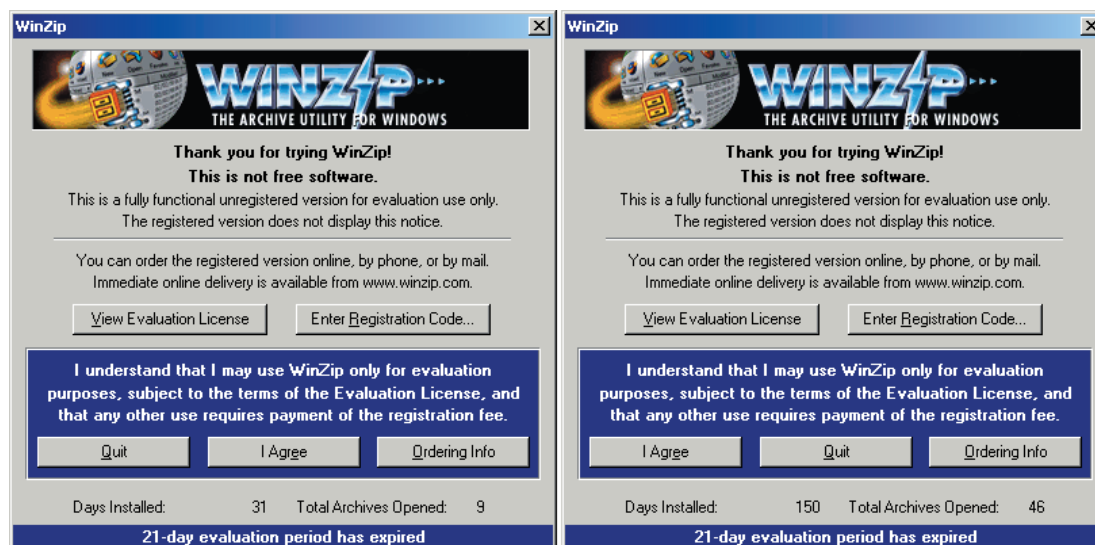 WinZip
WINZIP
THE ARCHIVE UTILITY FOR WINDOWS
Thank you for trying WinZip!
This is not free software.
This is a fully functional unregistered version for evaluation use only.
The registered version does not display this notice.
You can order the registered version online, by phone, or by mail.
Immediate online delivery is available from www.winzip.com.
View Evaluation License
Enter Registration Code...
I understand that I may use WinZip only for evaluation
purposes, subject to the terms of the Evaluation License, and
that any other use requires payment of the registration fee.
Quit
I Agree
Ordering Info
Days Installed: 31 Total Archives Opened: 9
21-day evaluation period has expired
WinZip
WINZIP
THE ARCHIVE UTILITY FOR WINDOWS
Thank you for trying WinZip!
This is not free software.
This is a fully functional unregistered version for evaluation use only.
The registered version does not display this notice.
You can order the registered version online, by phone, or by mail.
Immediate online delivery is available from www.winzip.com.
View Evaluation License
Enter Registration Code...
I understand that I may use WinZip only for evaluation
purposes, subject to the terms of the Evaluation License, and
that any other use requires payment of the registration fee.
I Agree
Quit
Ordering Info
Days Installed: 150 Total Archives Opened: 46
21-day evaluation period has expired